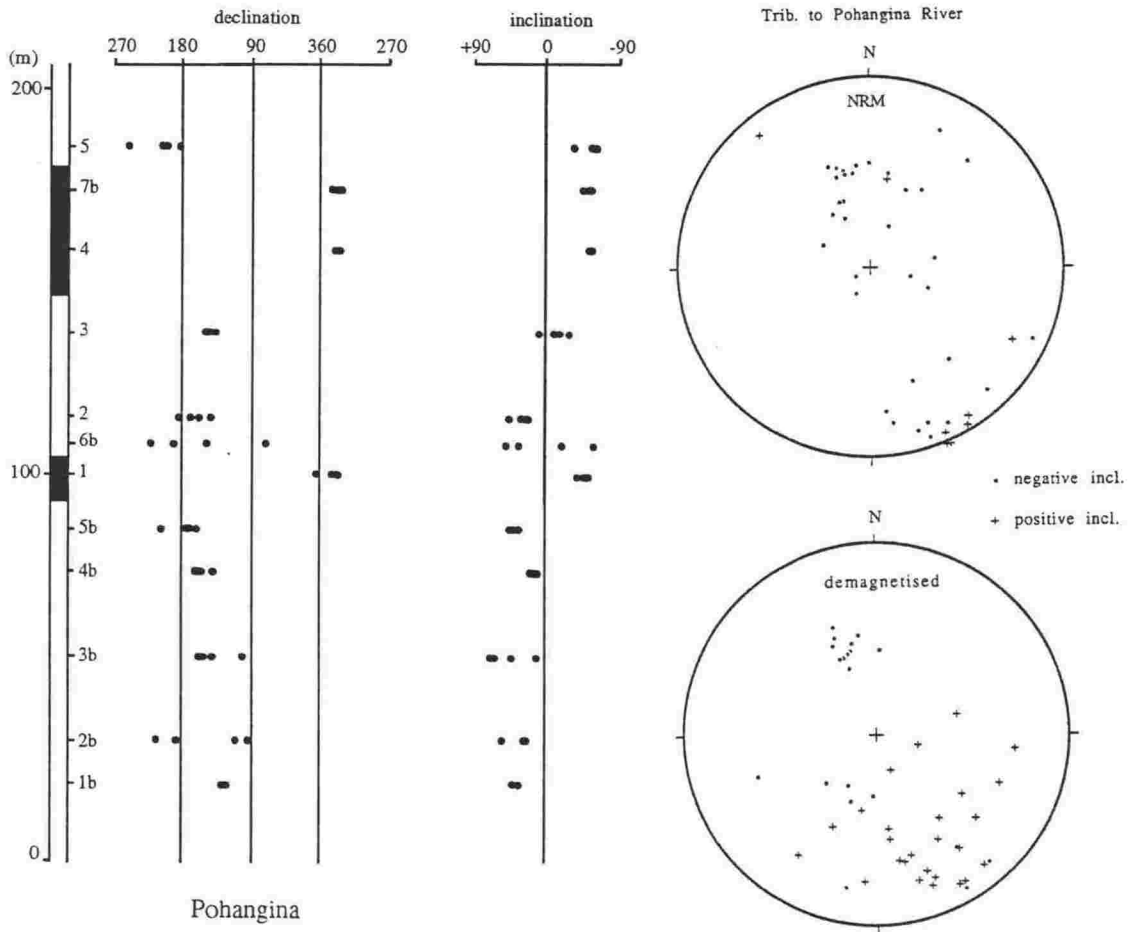 declination
inclination
Trib. to Pohangina River
(m)
270 180 90 360 270
+90 0 -90
N
NRM
200
5
7b
4
3
2
6b
100
1
5b
4b
3b
2b
1b
0
negative incl.
+ positive incl.
N
demagnetised
Pohangina